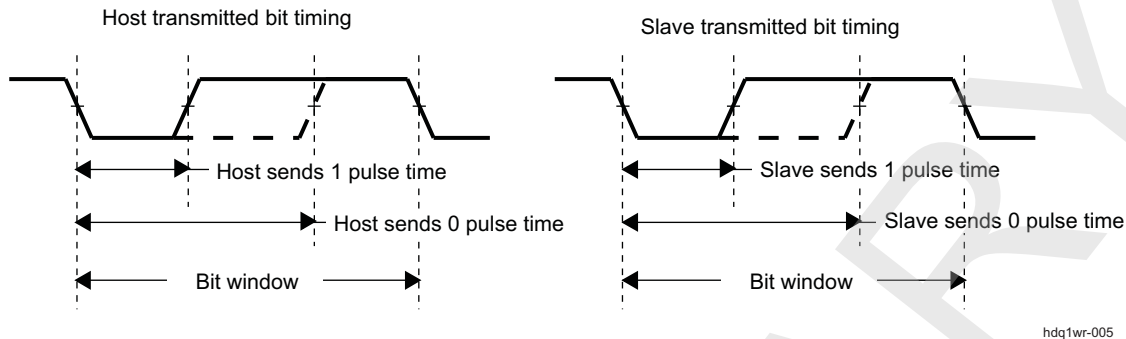 Host transmitted bit timing
Slave transmitted bit timing
Host sends 1 pulse time
Slave sends 1 pulse time
Host sends 0 pulse time
Slave sends 0 pulse time
Bit window
Bit window
hdq1wr-005
RY